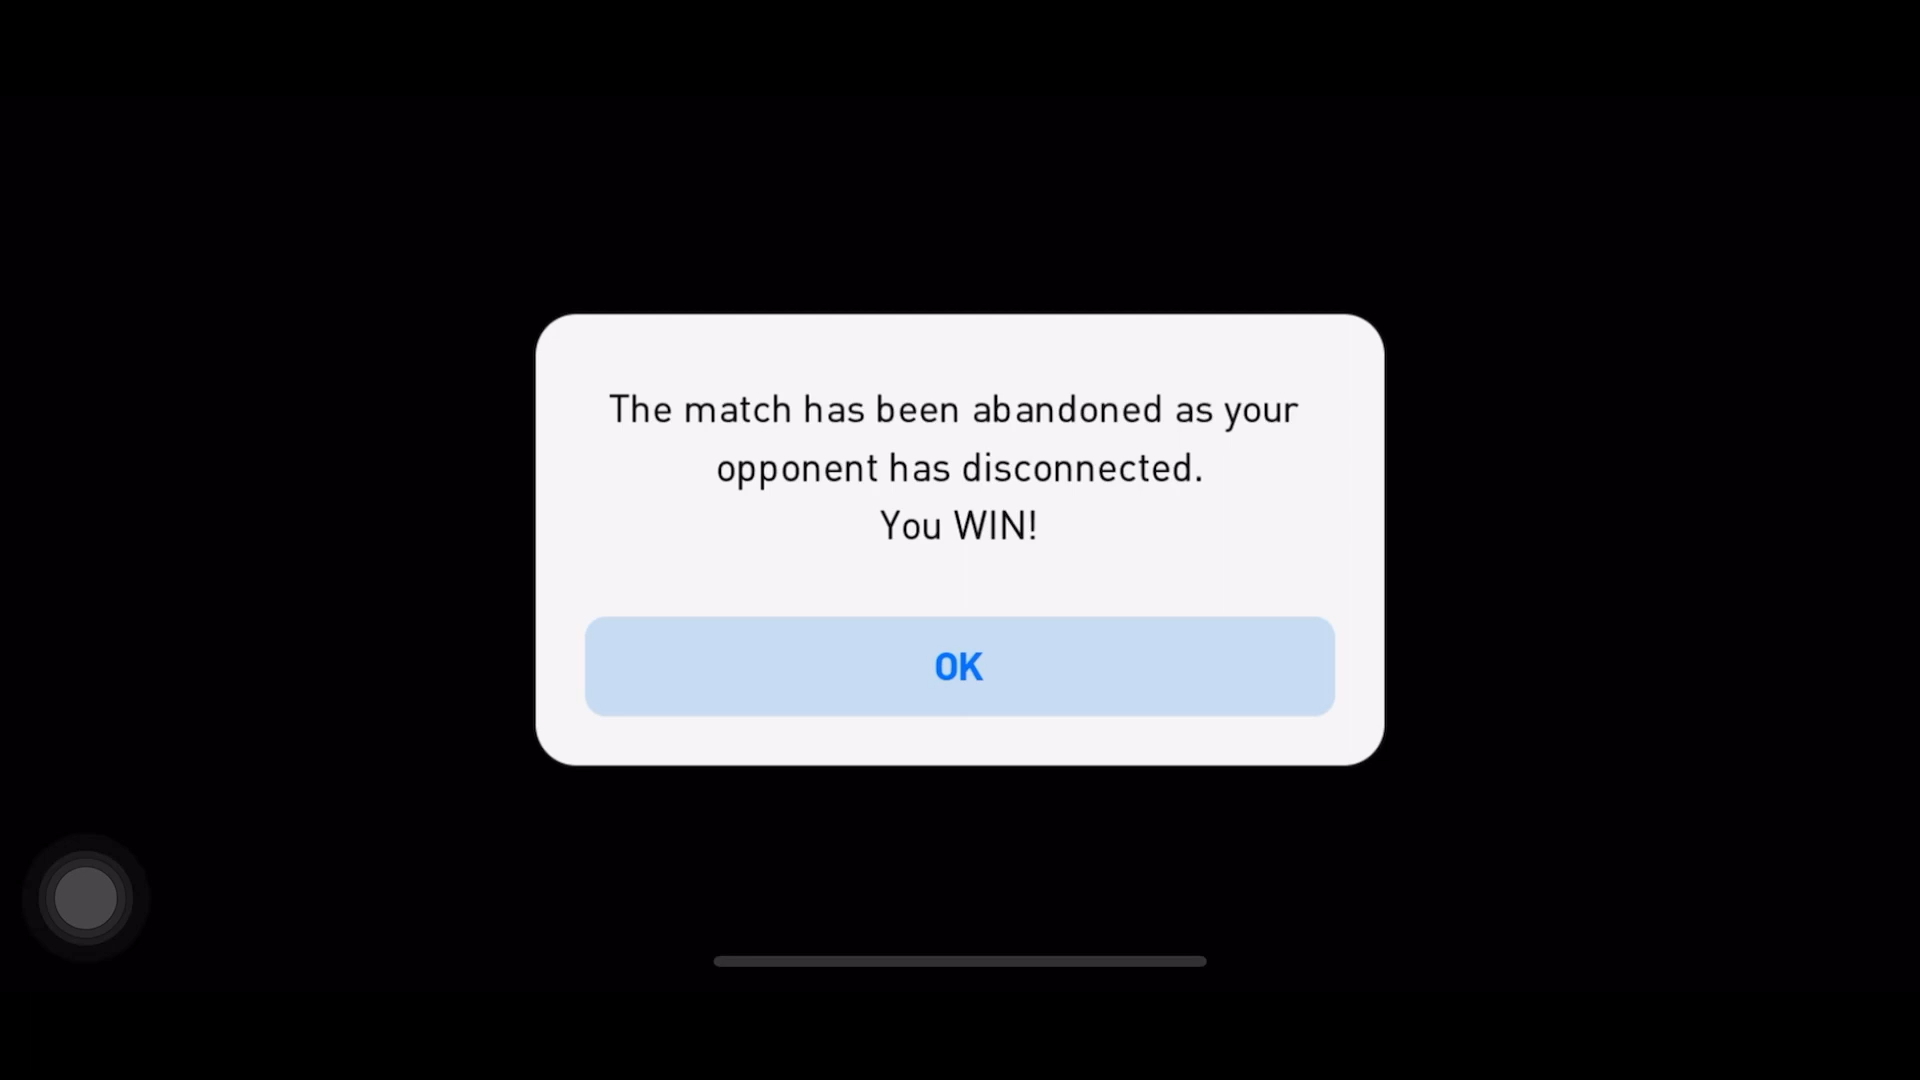 The match has been abandoned as your
opponent has disconnected.
You WIN!
OK